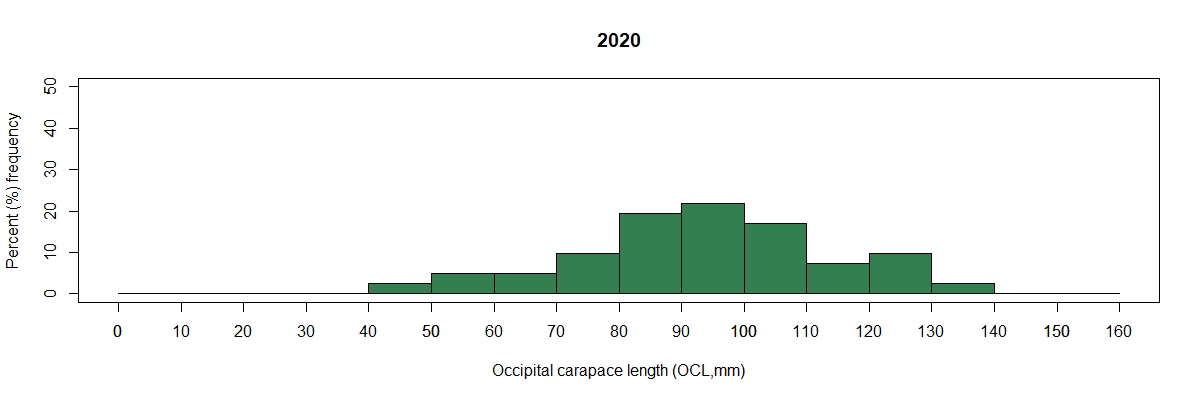 2020
Percent (%) frequency
50
40
30
20
10
0
0 10 20 30 40 50 60 70 80 90 100 110 120 130 140 150 160
Occipital carapace length (OCL,mm)